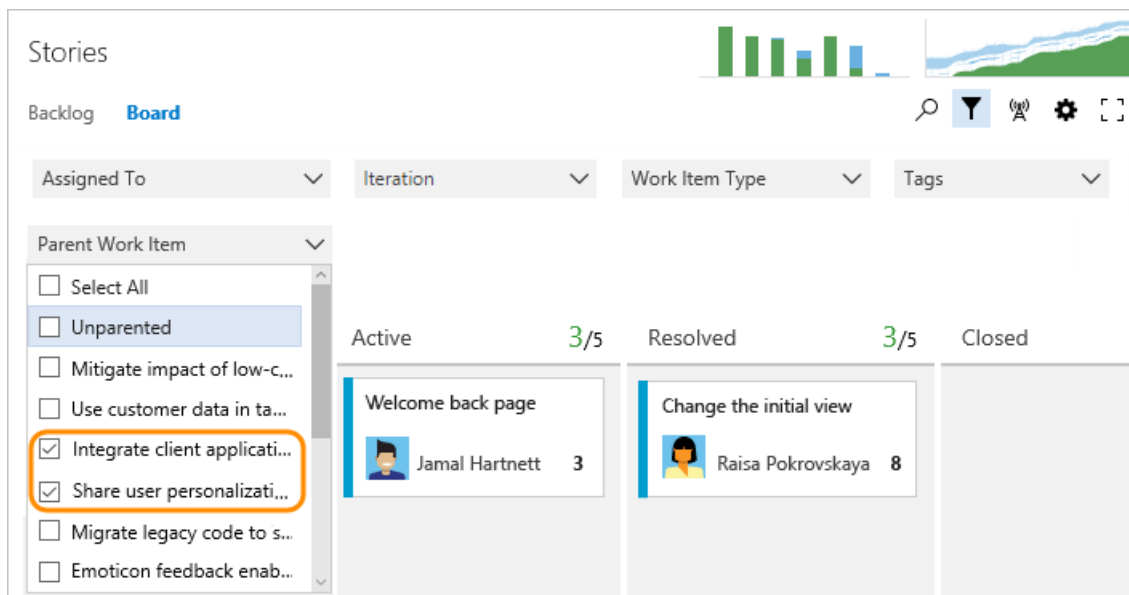 Stories
Backlog Board
Assigned To Iteration Work Item Type Tags
Parent Work Item
Select All
Unparented
Mitigate impact of low-c...
Use customer data in ta...
Integrate client applicati...
Share user personalizati...
Migrate legacy code to s...
Emoticon feedback enab...
Active 3/5 Resolved 3/5 Closed
Welcome back page
Jamal Hartnett 3
Change the initial view
Raisa Pokrovskaya 8